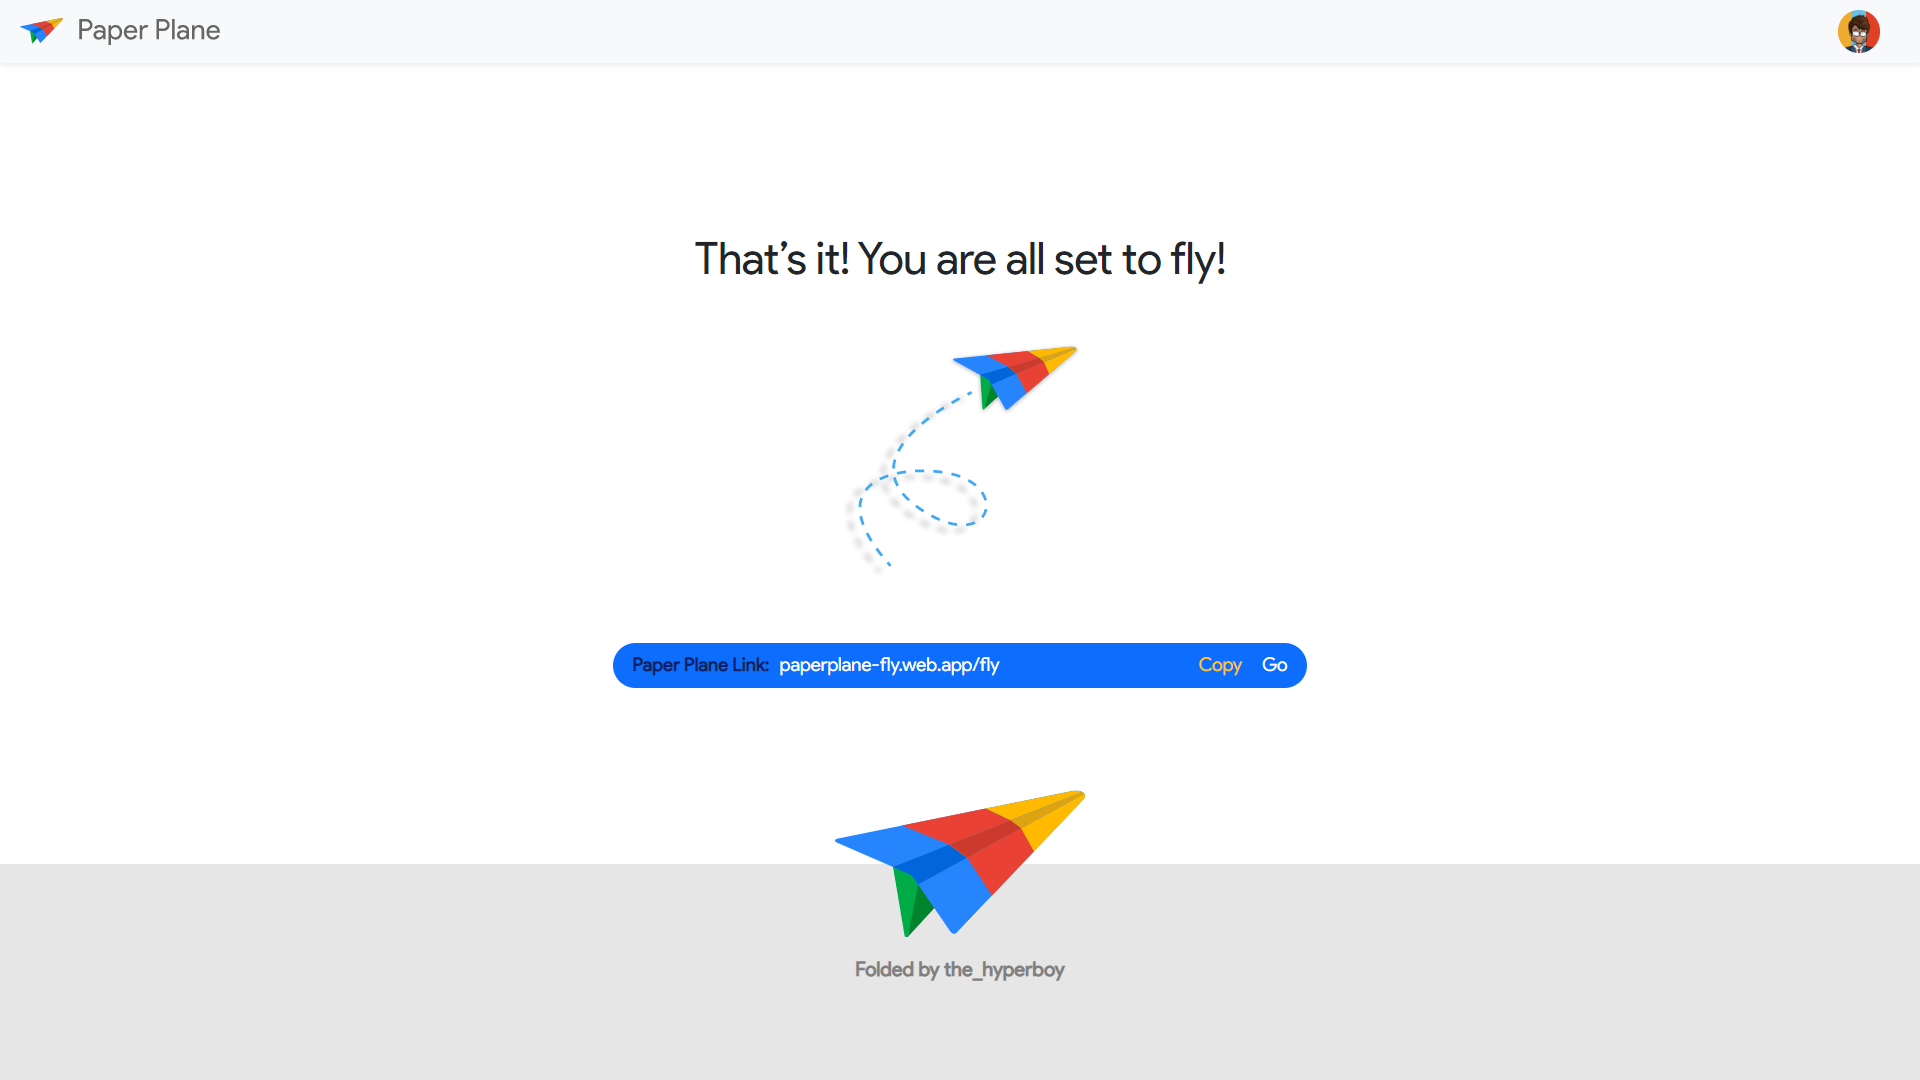 Paper Plane
That’s it! You are all set to fly!
Paper Plane Link: paperplane-fly.web.app/fly Copy Go
Folded by the_hyperboy